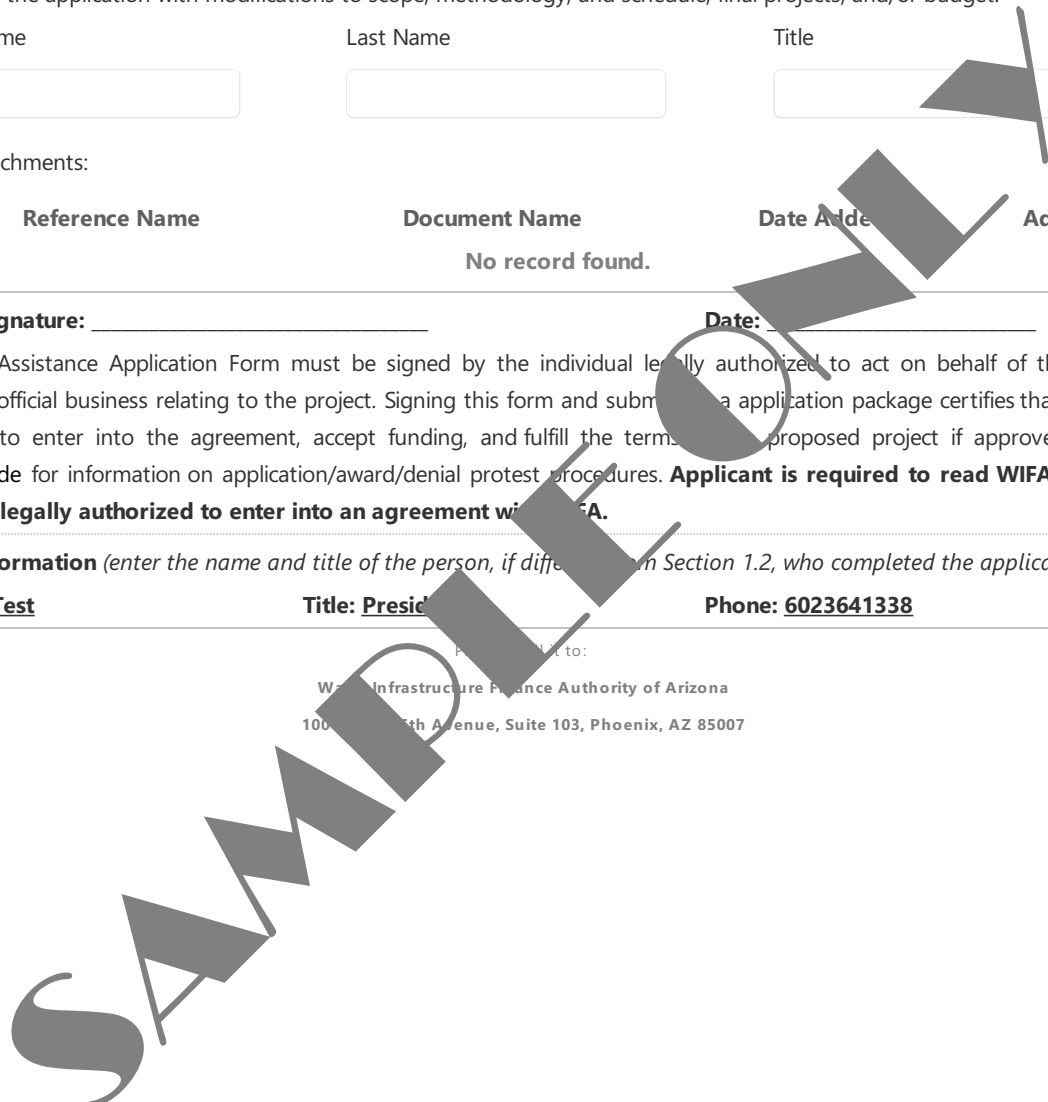 the application with modifications to scope, methodology, and schedule, final projects, and/or budget.
me Last Name Title
chments:
Reference Name Document Name Date Adde Ad
No record found.
gnature: ______________________________ Date: ________________________
Assistance Application Form must be signed by the individual legally authorized to act on behalf of th
official business relating to the project. Signing this form and subm a application package certifies tha
to enter into the agreement, accept funding, and fulfill the terms proposed project if approve
de for information on application/award/denial protest procedures. Applicant is required to read WIFA
legally authorized to enter into an agreement wi FA.
ormation (enter the name and title of the person, if diffe m Section 1.2, who completed the applica
Test Title: Presid Phone: 6023641338
it to:
Wa Infrastructure Finance Authority of Arizona
100 5th Avenue, Suite 103, Phoenix, AZ 85007
SAMPLE ONLY